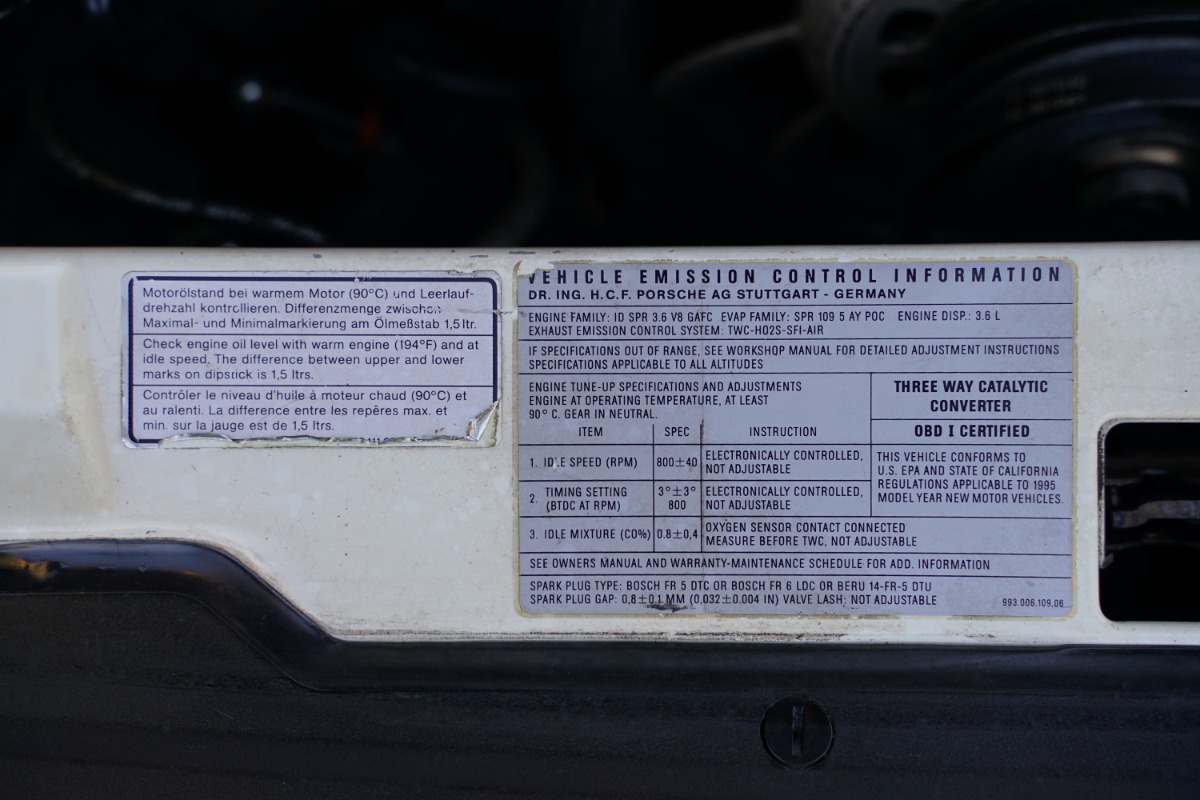 Motorölstand bei warmem Motor (90°C) und Leerlauf-
drehzahl kontrollieren. Differenzmenge zwischen
Maximal- und Minimalmarkierung am Ölmeßstab 1,5 ltr.
Check engine oil level with warm engine (194°F) and at
idle speed. The difference between upper and lower
marks on dipstick is 1,5 ltrs.
Contrôler le niveau d'huile à moteur chaud (90°C) et
au ralenti. La difference entre les repêres max. et
min. sur la jauge est de 1,5 ltrs.
VEHICLE EMISSION CONTROL INFORMATION
DR. ING. H.C.F. PORSCHE AG STUTTGART - GERMANY
ENGINE FAMILY: ID SPR 3.6 V8 GAFC EVAP FAMILY: SPR 109 5 AY POC ENGINE DISP.: 3.6 L
EXHAUST EMISSION CONTROL SYSTEM: TWC-HO2S-SFI-AIR
IF SPECIFICATIONS OUT OF RANGE, SEE WORKSHOP MANUAL FOR DETAILED ADJUSTMENT INSTRUCTIONS
SPECIFICATIONS APPLICABLE TO ALL ALTITUDES
ENGINE TUNE-UP SPECIFICATIONS AND ADJUSTMENTS
ENGINE AT OPERATING TEMPERATURE, AT LEAST
90° C. GEAR IN NEUTRAL.
ITEM SPEC INSTRUCTION
1. IDLE SPEED (RPM) 800±40 ELECTRONICALLY CONTROLLED,
NOT ADJUSTABLE
2. TIMING SETTING 3°±3° ELECTRONICALLY CONTROLLED,
(BTDC AT RPM) 800 NOT ADJUSTABLE
3. IDLE MIXTURE (CO%) 0.8±0,4 OXYGEN SENSOR CONTACT CONNECTED
MEASURE BEFORE TWC, NOT ADJUSTABLE
THREE WAY CATALYTIC
CONVERTER
OBD I CERTIFIED
THIS VEHICLE CONFORMS TO
U.S. EPA AND STATE OF CALIFORNIA
REGULATIONS APPLICABLE TO 1995
MODEL YEAR NEW MOTOR VEHICLES.
SEE OWNERS MANUAL AND WARRANTY-MAINTENANCE SCHEDULE FOR ADD. INFORMATION
SPARK PLUG TYPE: BOSCH FR 5 DTC OR BOSCH FR 6 LDC OR BERU 14-FR-5 DTU
SPARK PLUG GAP: 0,8±0,1 MM (0,032±0.004 IN) VALVE LASH: NOT ADJUSTABLE
993.006.109.06